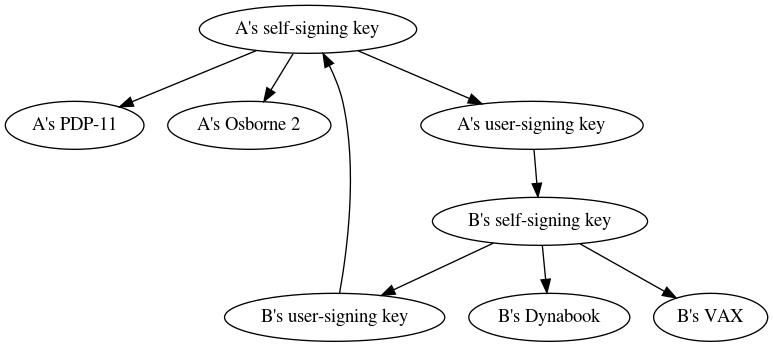 A's self-signing key
A's PDP-11
A's Osborne 2
A's user-signing key
B's self-signing key
B's user-signing key
B's Dynabook
B's VAX